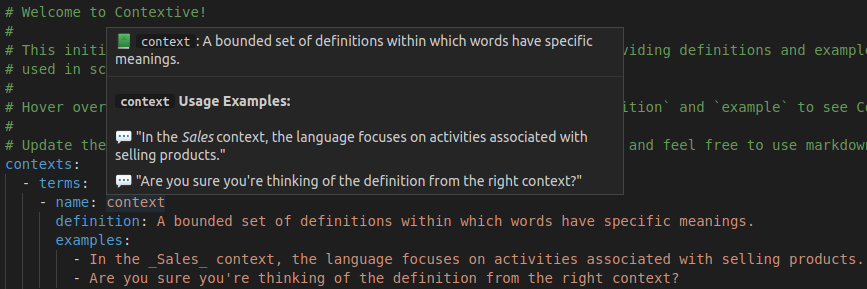 # Welcome to Contextive!
#
# This initi
viding definitions and example
# used in sc
#
# Hover over
ition` and `example` to see Co
#
# Update the
and feel free to use markdown
context: A bounded set of definitions within which words have specific
meanings.
context Usage Examples:
💬 "In the Sales context, the language focuses on activities associated with
selling products."
💬 "Are you sure you're thinking of the definition from the right context?"
contexts:
- terms:
- name: context
definition: A bounded set of definitions within which words have specific meanings.
examples:
- In the _Sales_ context, the language focuses on activities associated with selling products.
- Are you sure you're thinking of the definition from the right context?